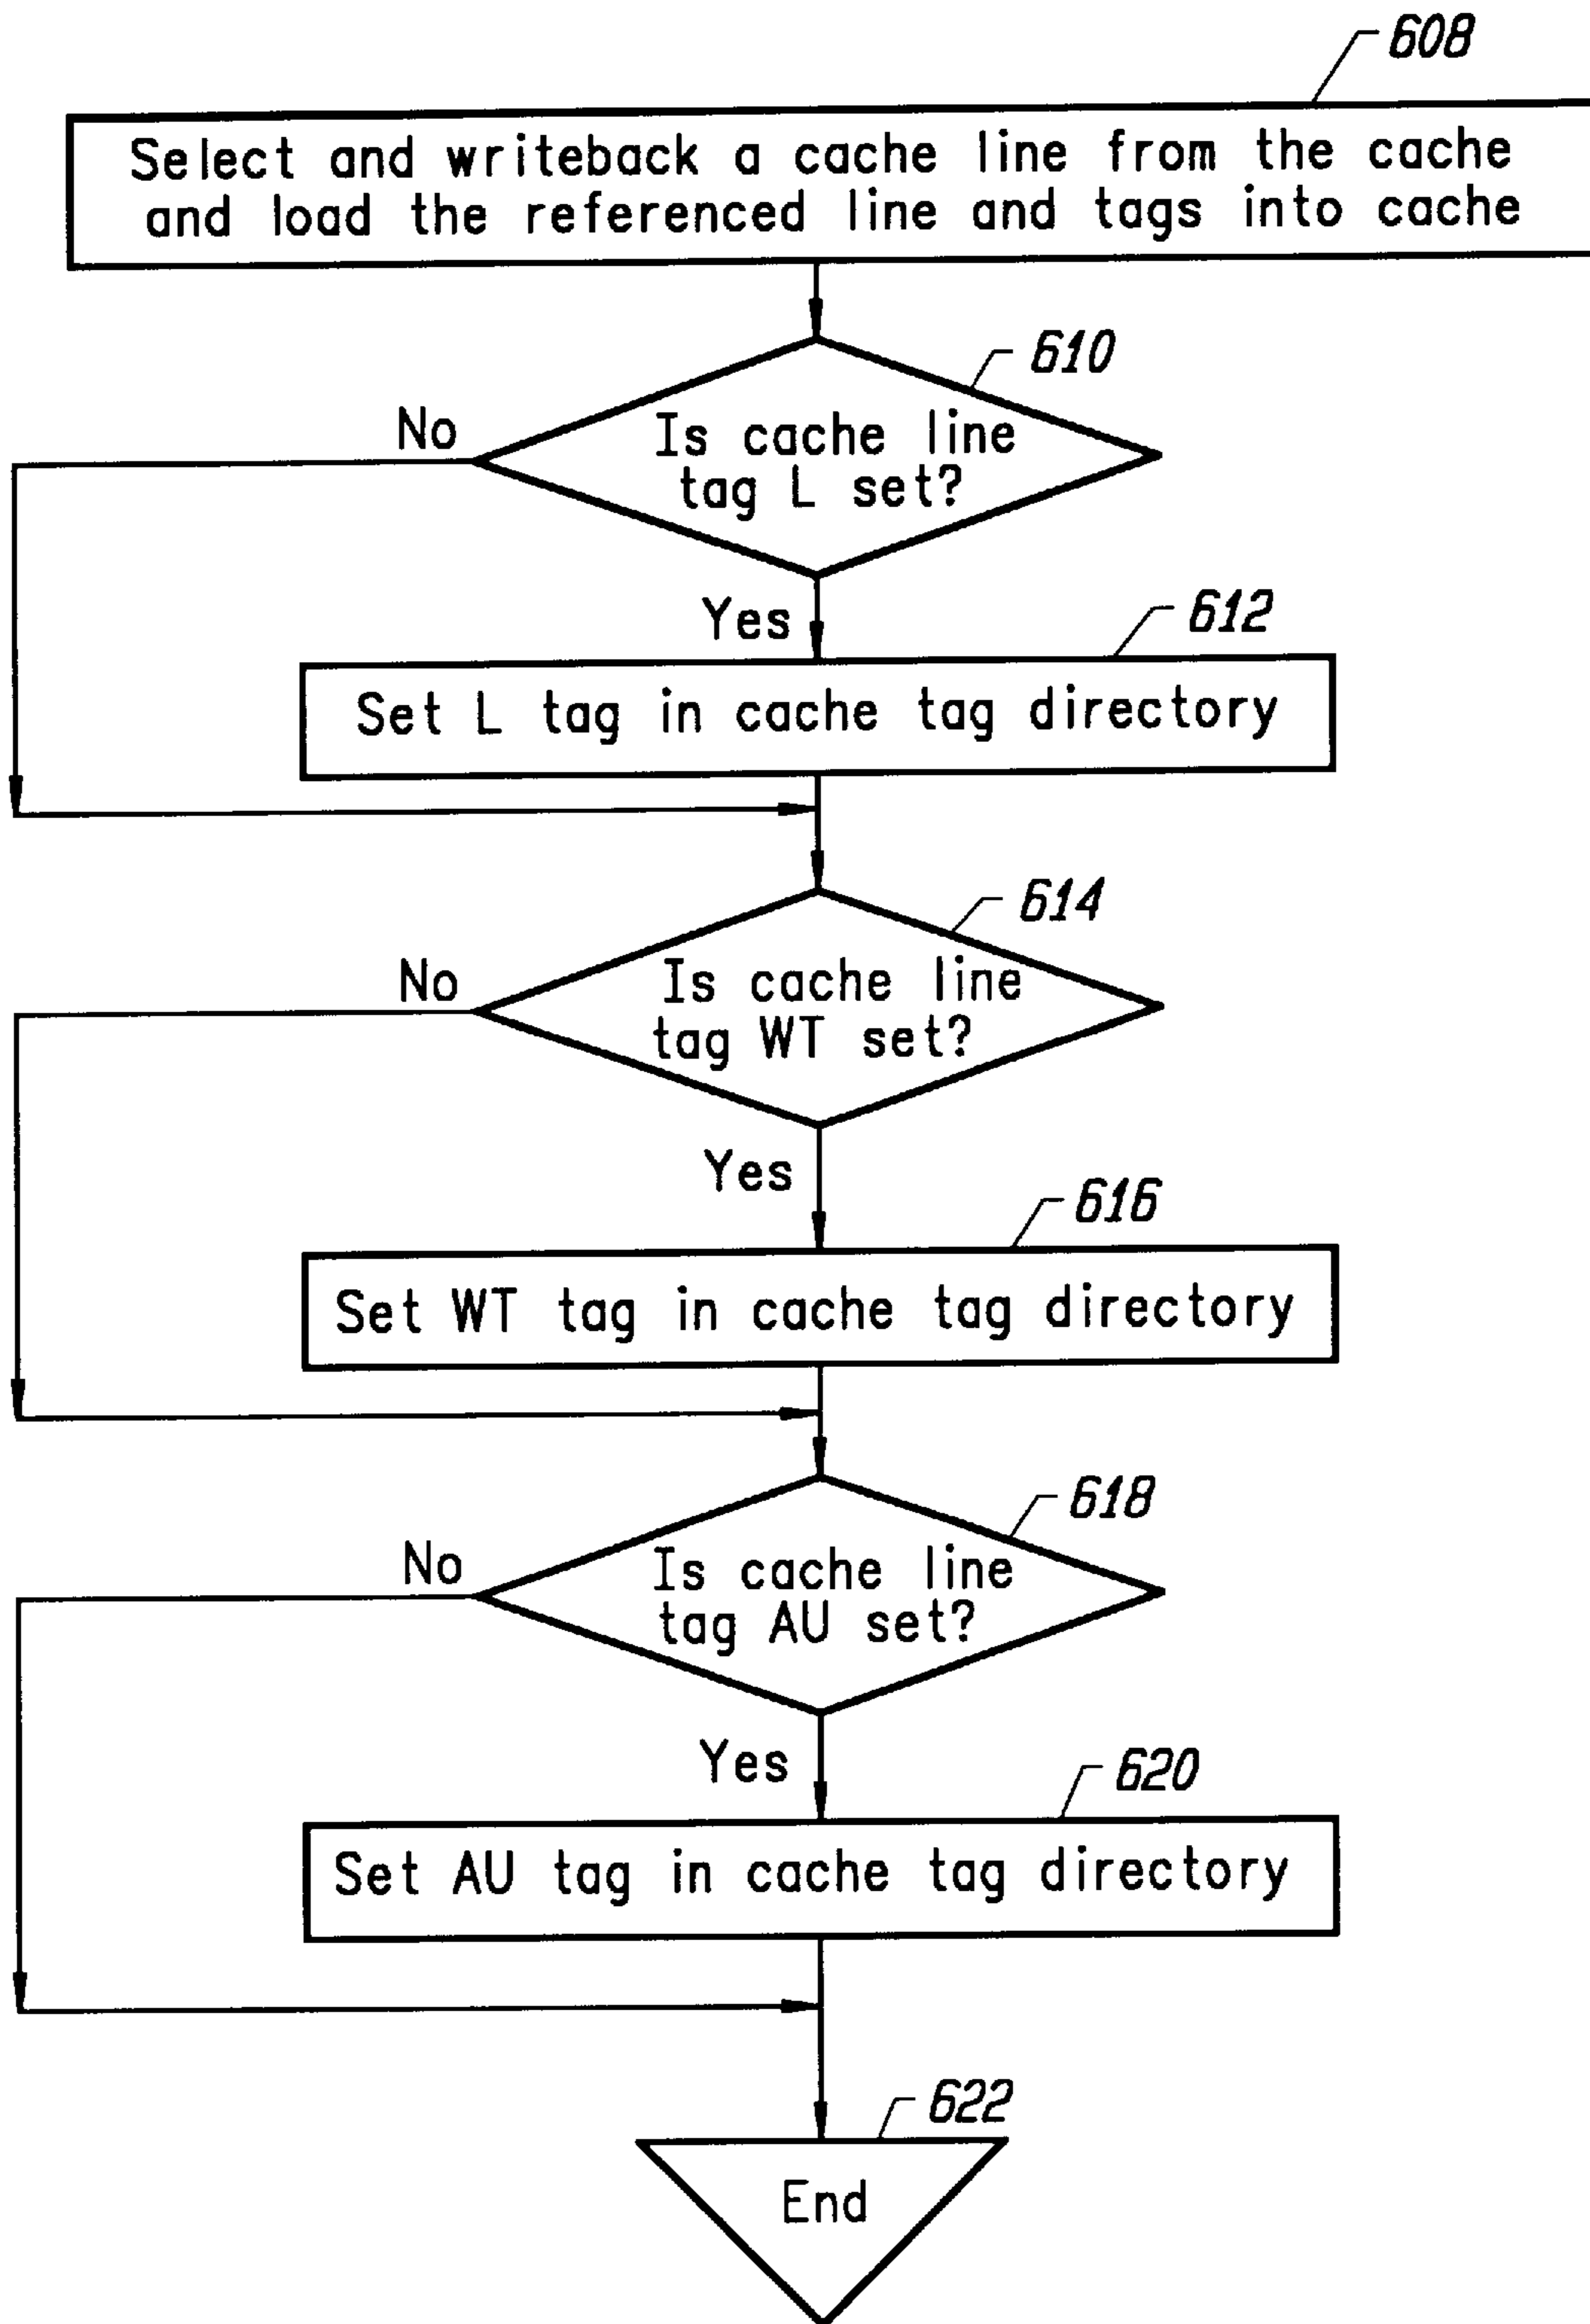 608
Select and writeback a cache line from the cache
and load the referenced line and tags into cache
610
No
Is cache line
tag L set?
Yes
612
Set L tag in cache tag directory
614
No
Is cache line
tag WT set?
Yes
616
Set WT tag in cache tag directory
618
No
Is cache line
tag AU set?
Yes
620
Set AU tag in cache tag directory
622
End